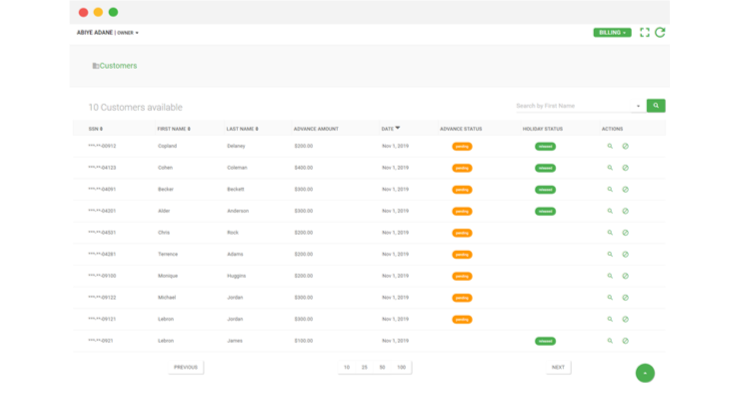 ABIYE ADANE | OWNER
BILLING
Customers
10 Customers available
Search by First Name
SSN FIRST NAME LAST NAME ADVANCE AMOUNT DATE ADVANCE STATUS HOLIDAY STATUS ACTIONS
***-**-00912 Copland Delaney $200.00 Nov 1, 2019 pending released
***-**-04123 Cohen Coleman $400.00 Nov 1, 2019 pending released
***-**-04051 Becker Beckett $300.00 Nov 1, 2019 pending released
***-**-04201 Alder Anderson $300.00 Nov 1, 2019 pending released
***-**-04331 Chris Rock $200.00 Nov 1, 2019 pending
***-**-04281 Terrence Adams $200.00 Nov 1, 2019 pending
***-**-09100 Monique Huggins $300.00 Nov 1, 2019 pending
***-**-09122 Michael Jordan $300.00 Nov 1, 2019 pending
***-**-09121 Lebron Jordan $300.00 Nov 1, 2019 pending
***-**-0921 Lebron James $100.00 Nov 1, 2019 released
PREVIOUS 10 25 50 100 NEXT